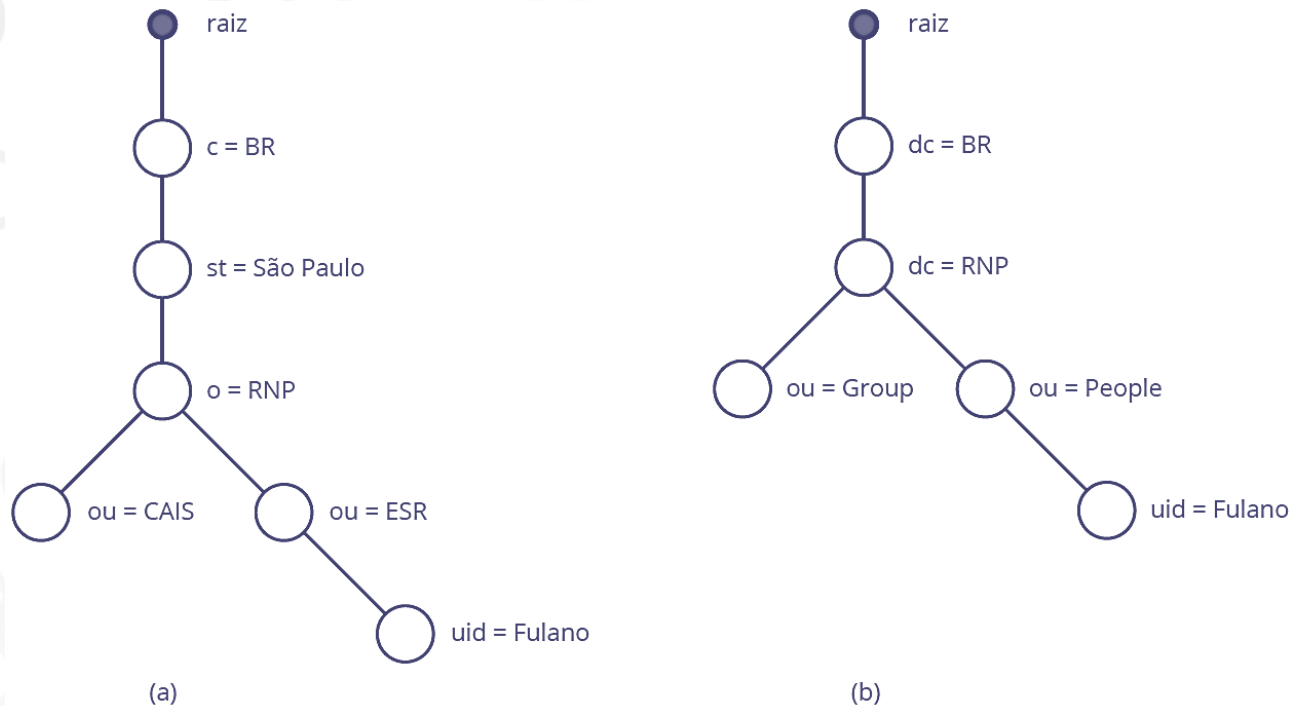 raiz
c = BR
st = São Paulo
o = RNP
ou = CAIS
ou = ESR
uid = Fulano
(a)
raiz
dc = BR
dc = RNP
ou = Group
ou = People
uid = Fulano
(b)